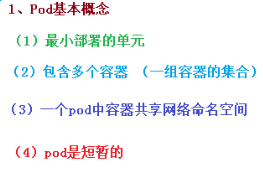 1、Pod基本概念
（1）最小部署的单元
（2）包含多个容器 （一组容器的集合）
（3）一个pod中容器共享网络命名空间
（4）pod是短暂的